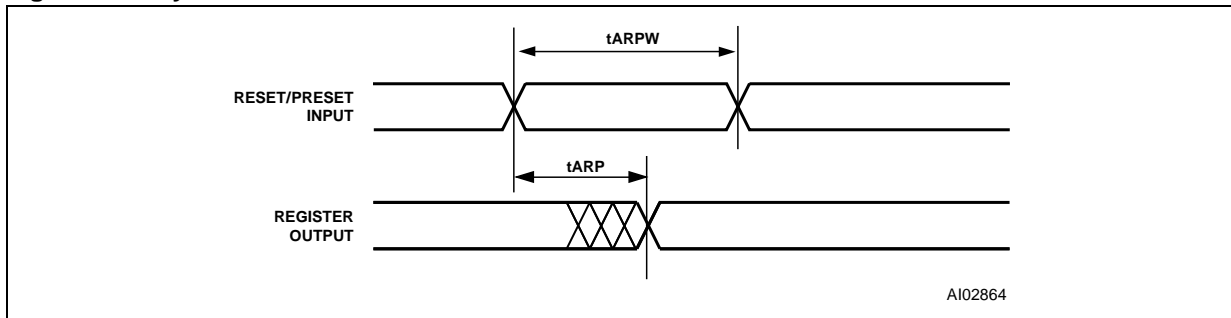 tARPW
RESET/PRESET
INPUT
tARP
REGISTER
OUTPUT
AI02864